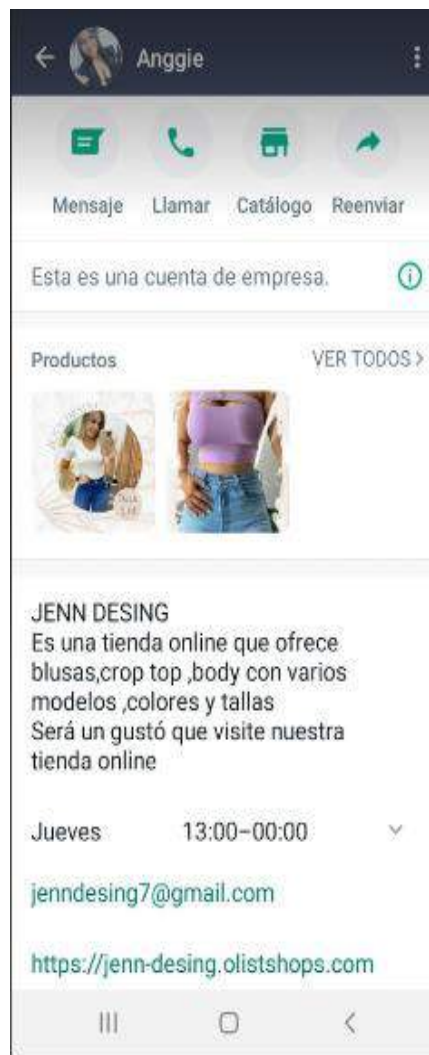 Anggie
Mensaje Llamar Catálogo Reenviar
Esta es una cuenta de empresa.
Productos VER TODOS >
JENN DESING
Es una tienda online que ofrece
blusas,crop top ,body con varios
modelos ,colores y tallas
Será un gustó que visite nuestra
tienda online
Jueves 13:00–00:00
jenndesing7@gmail.com
https://jenn-desing.olistshops.com